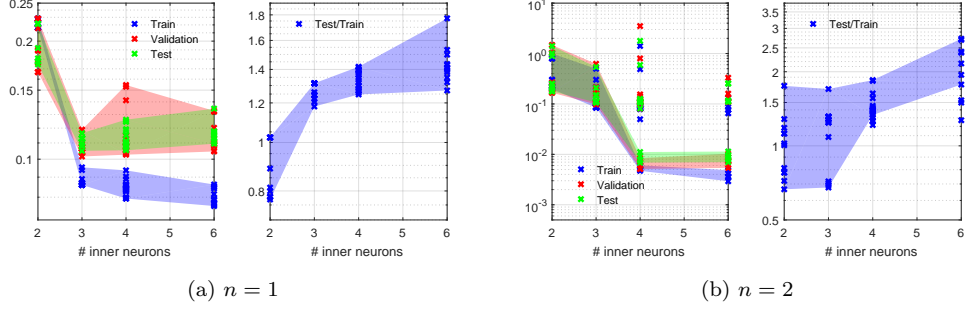 0.25
0.2
0.15
0.1
2 3 4 5 6
# inner neurons
Train
Validation
Test
1.8
1.6
1.4
1.2
1
0.8
2 3 4 5 6
# inner neurons
Test/Train
(a) n = 1
10^1
10^0
10^-1
10^-2
10^-3
2 3 4 5 6
# inner neurons
Train
Validation
Test
3.5
3
2.5
2
1.5
1
0.5
2 3 4 5 6
# inner neurons
Test/Train
(b) n = 2